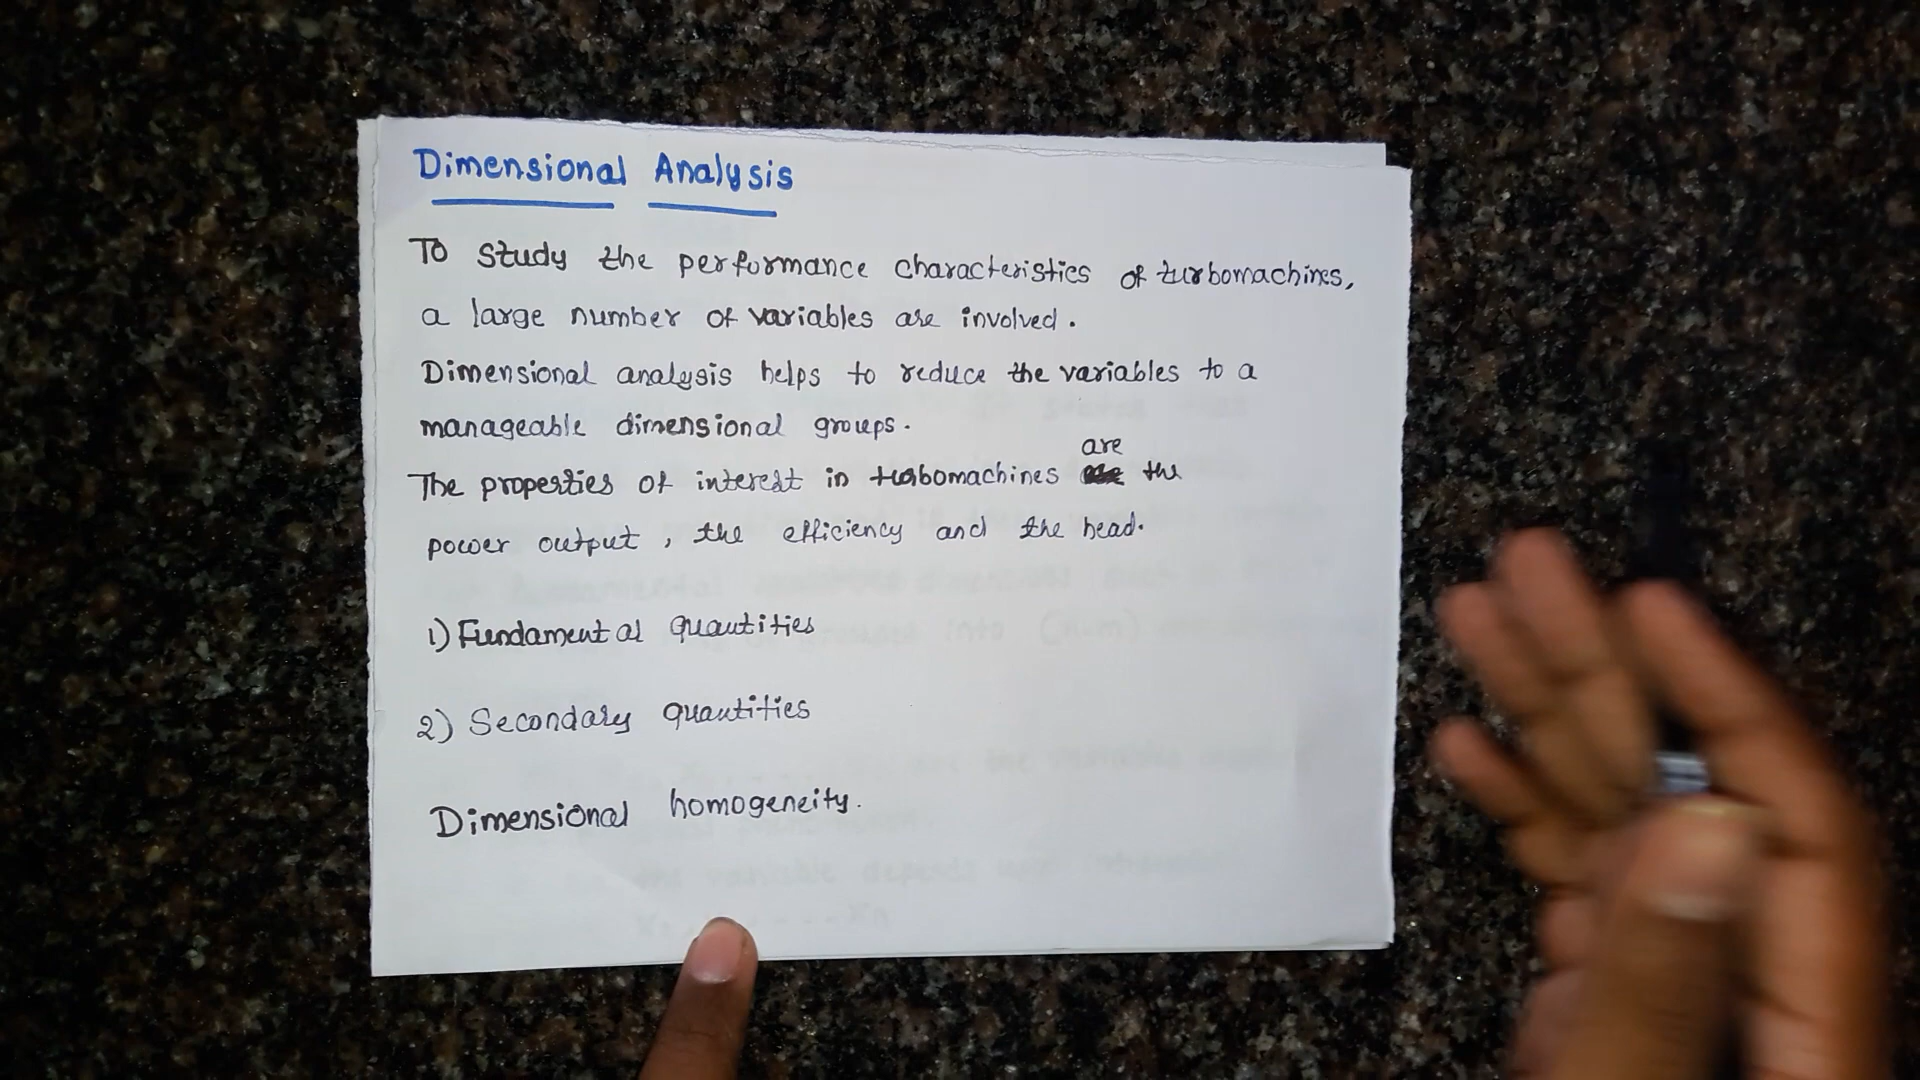 Dimensional Analysis
To study the performance characteristics of turbomachines,
a large number of variables are involved.
Dimensional analysis helps to reduce the variables to a
manageable dimensional groups.
are
The properties of interest in turbomachines the
power output, the efficiency and the head.
1) Fundamental quantities
2) Secondary quantities
Dimensional homogeneity.